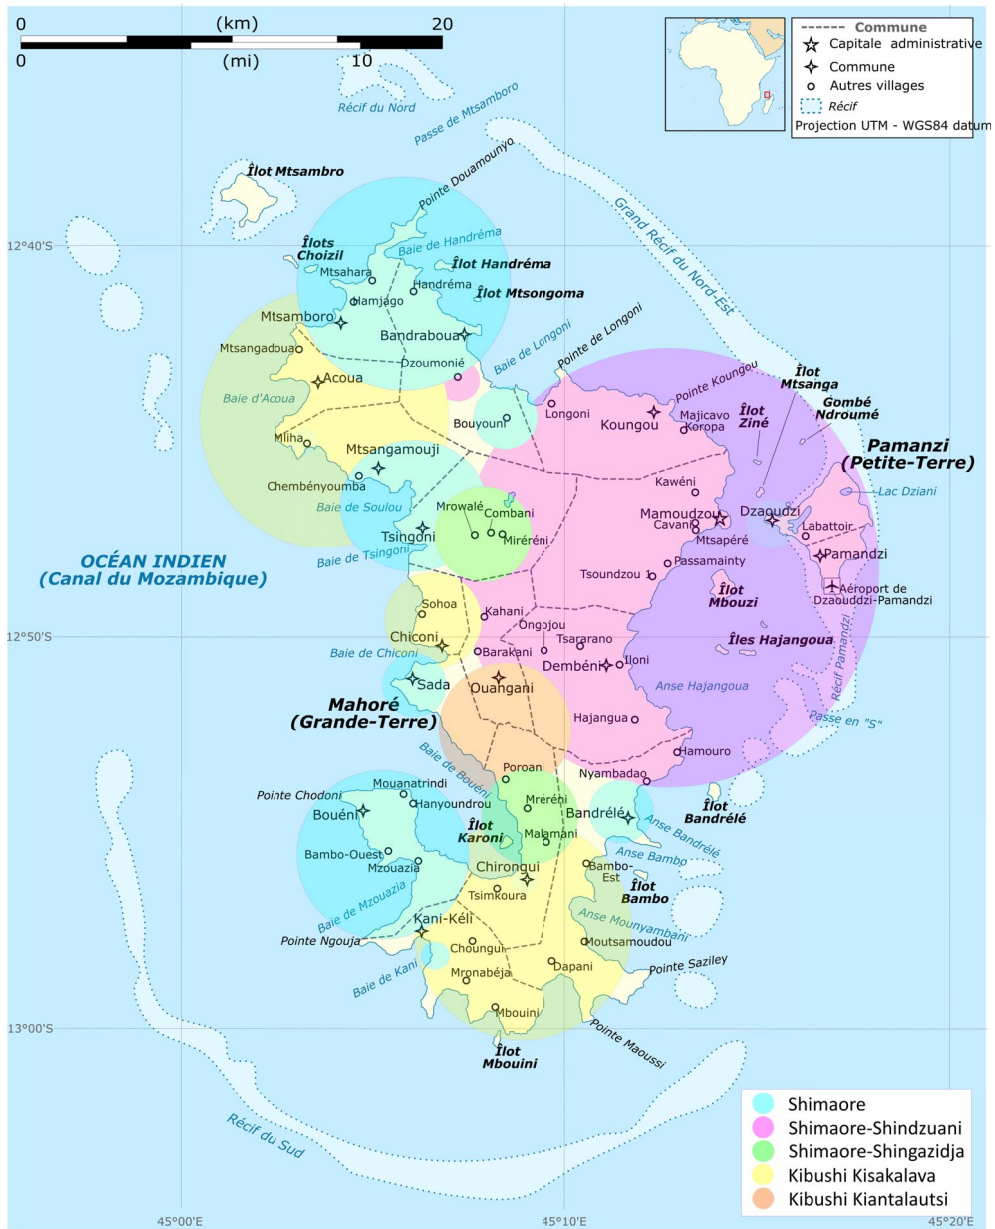 0 (km) 20
0 (mi) 10
Commune
Capitale administrative
Commune
Autres villages
Récif
Projection UTM - WGS84 datum
Récif du Nord
Passe de Mtsamboro
Pointe Douamounyo
Îlot Mtsambro
Grand Récif du Nord-Est
12°40'S
Îlots
Choizil
Baie de Handréma
Îlot Handréma
Mtsahara
Handréma
Hamjago
Îlot Mtsongoma
Mtsamboro
Bandraboua
Baie de Longoni
Pointe de Longoni
Mtsangadoua
Dzoumonié
Acoua
Baie d'Acoua
Pointe Koungou
Îlot
Mtsanga
Gombé
Ndroumé
Longoni
Koungou
Majicavo
Koropa
Îlot
Ziné
Bouyouni
Mliha
Mtsangamouji
Pamanzi
(Petite-Terre)
Chembényoumba
Kawéni
Lac Dziani
Baie de Soulou
Mrowalé
Combani
Miréréni
Mamoudzou
Cavani
Mtsapéré
Dzaoudzi
Labattoir
Tsingoni
Baie de Tsingoni
OCÉAN INDIEN
(Canal du Mozambique)
Passamainty
Pamandzi
Tsoundzou 1
Îlot
Mbouzi
Aéroport de
Dzaouddzi-Pamandzi
Sohoa
Kahani
Ongojou
Tsararano
Îles Hajangoua
12°50'S
Chiconi
Baie de Chiconi
Barakani
Dembéni
Iloni
Récif Pamandzi
Sada
Ouangani
Anse Hajangoua
Mahoré
(Grande-Terre)
Hajangua
Passe en "S"
Baie de Bouéni
Hamouro
Poroani
Nyambadao
Mouanatrindi
Pointe Chodoni
Hanyoundrou
Mréréni
Bouéni
Îlot
Karoni
Bandrélé
Îlot
Bandrélé
Malamani
Anse Bandrélé
Bambo-Ouest
Mzouazia
Chirongui
Anse Bambo
Bambo-
Est
Îlot
Bambo
Tsimkoura
Baie de Mzouazia
Kani-Kéli
Anse Mounyambani
Pointe Ngouja
Choungui
Moutsamoudou
Baie de Kani
Mronabéja
Dapani
Pointe Saziley
Mbouini
13°00'S
Pointe Maoussi
Îlot
Mbouini
Récif du Sud
Shimaore
Shimaore-Shindzuani
Shimaore-Shingazidja
Kibushi Kisakalava
Kibushi Kiantalautsi
45°00'E
45°10'E
45°20'E